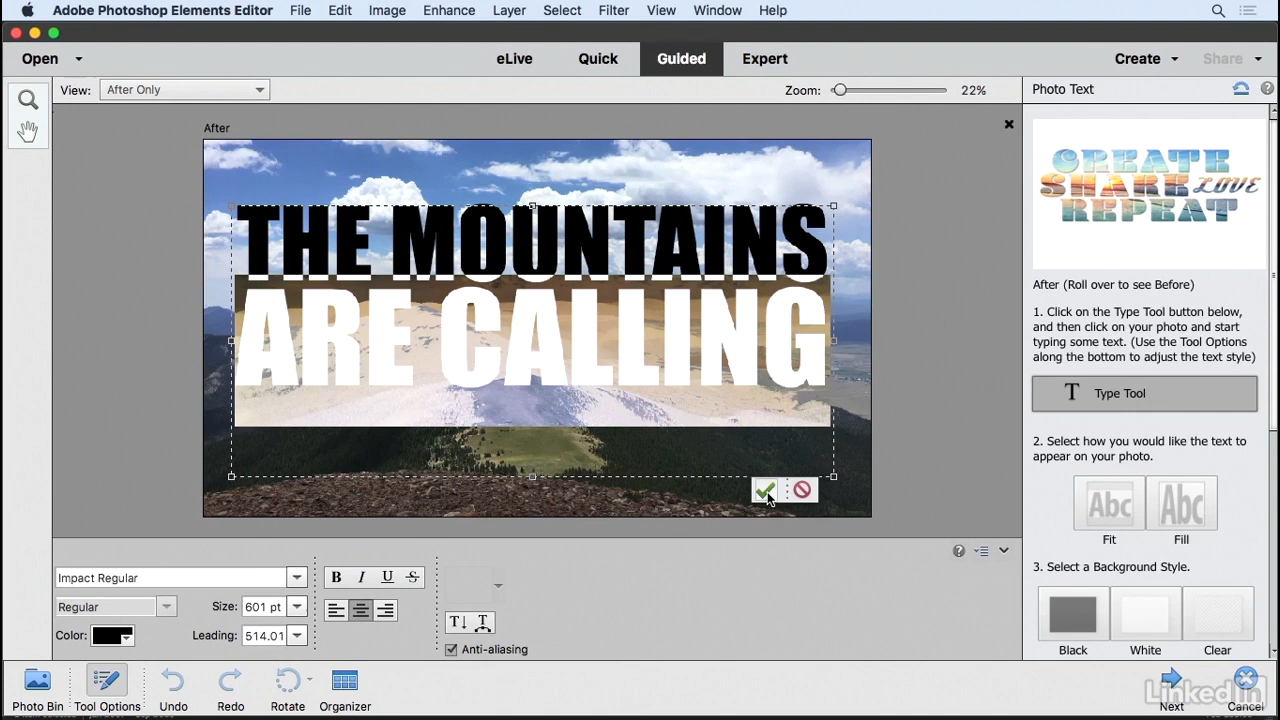 Adobe Photoshop Elements Editor File Edit Image Enhance Layer Select Filter View Window Help
Open eLive Quick Guided Expert Create Share
View: After Only Zoom: 22% Photo Text
After
THE MOUNTAINS
ARE CALLING
CREATE
SHARE LOVE
REPEAT
After (Roll over to see Before)
1. Click on the Type Tool button below,
and then click on your photo and start
typing some text. (Use the Tool Options
along the bottom to adjust the text style)
T Type Tool
2. Select how you would like the text to
appear on your photo.
Abc Abc
Fit Fill
3. Select a Background Style.
Black White Clear
Impact Regular B I U S
Regular Size: 601 pt
Color: Leading: 514.01 T T
Anti-aliasing
Photo Bin Tool Options Undo Redo Rotate Organizer Next Cancel
LinkedIn